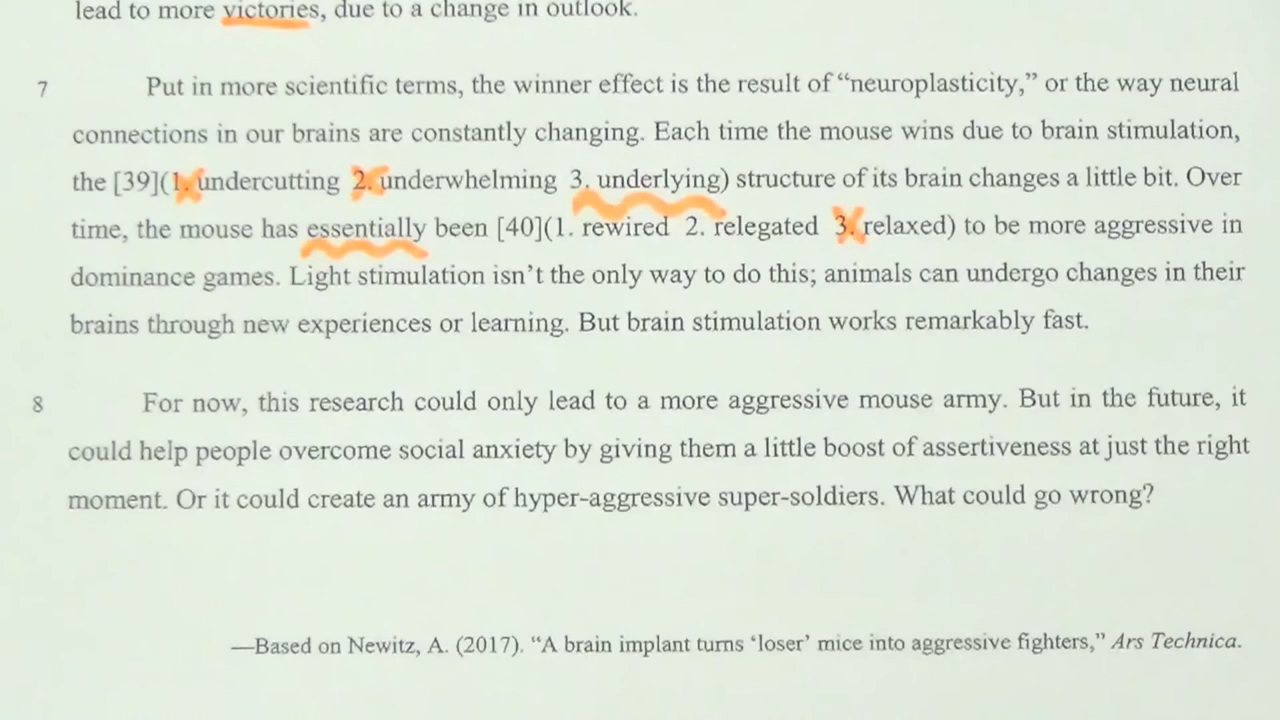 lead to more victories, due to a change in outlook.
7 Put in more scientific terms, the winner effect is the result of “neuroplasticity,” or the way neural
connections in our brains are constantly changing. Each time the mouse wins due to brain stimulation,
the [39](1. undercutting 2. underwhelming 3. underlying) structure of its brain changes a little bit. Over
time, the mouse has essentially been [40](1. rewired 2. relegated 3. relaxed) to be more aggressive in
dominance games. Light stimulation isn’t the only way to do this; animals can undergo changes in their
brains through new experiences or learning. But brain stimulation works remarkably fast.
8 For now, this research could only lead to a more aggressive mouse army. But in the future, it
could help people overcome social anxiety by giving them a little boost of assertiveness at just the right
moment. Or it could create an army of hyper-aggressive super-soldiers. What could go wrong?
—Based on Newitz, A. (2017). “A brain implant turns ‘loser’ mice into aggressive fighters,” Ars Technica.